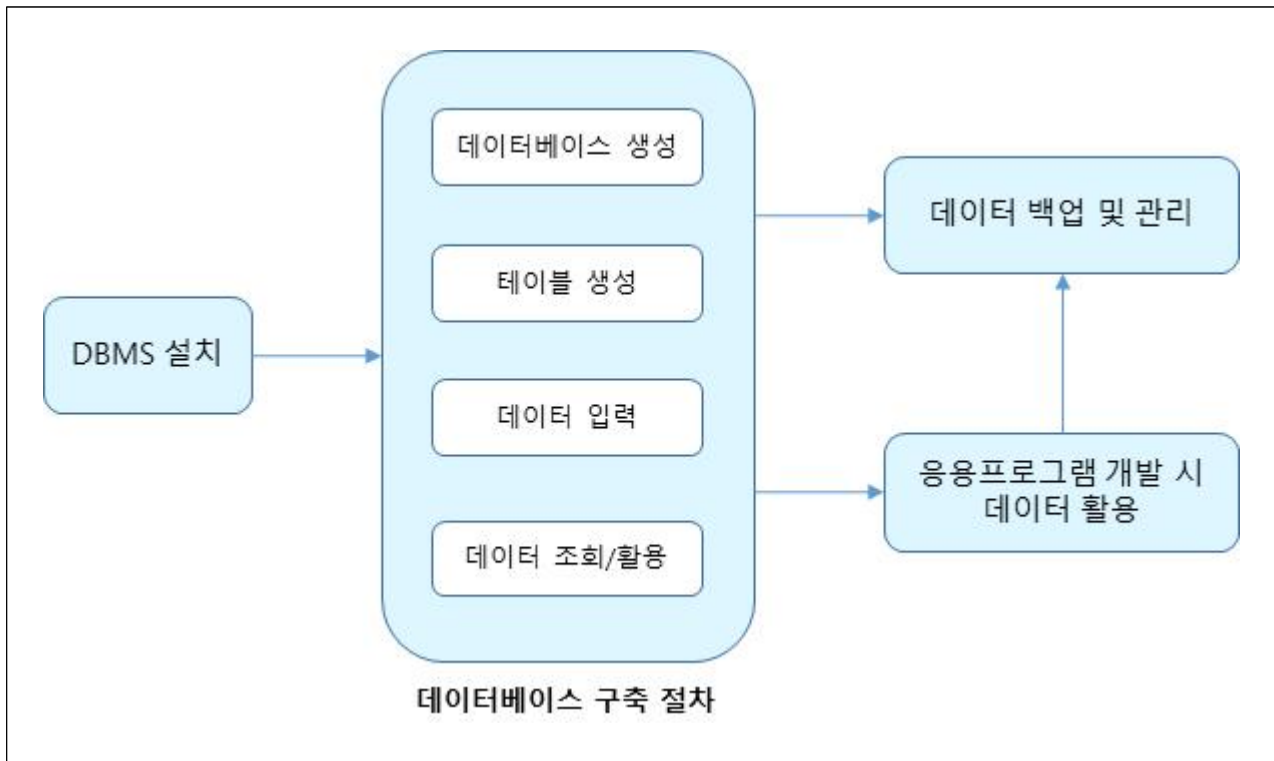 DBMS 설치
데이터베이스 생성
테이블 생성
데이터 입력
데이터 조회/활용
데이터베이스 구축 절차
데이터 백업 및 관리
응용프로그램 개발 시
데이터 활용